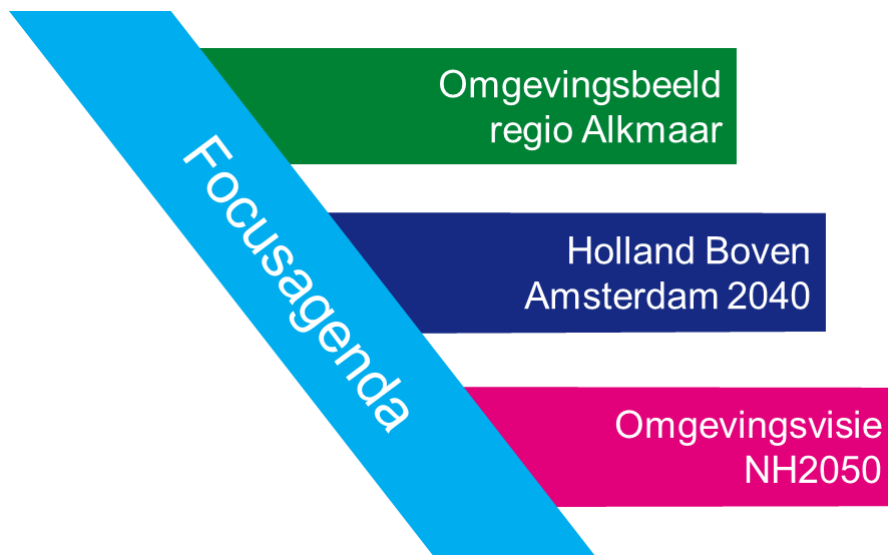 Focusagenda
Omgevingsbeeld
regio Alkmaar
Holland Boven
Amsterdam 2040
Omgevingsvisie
NH2050